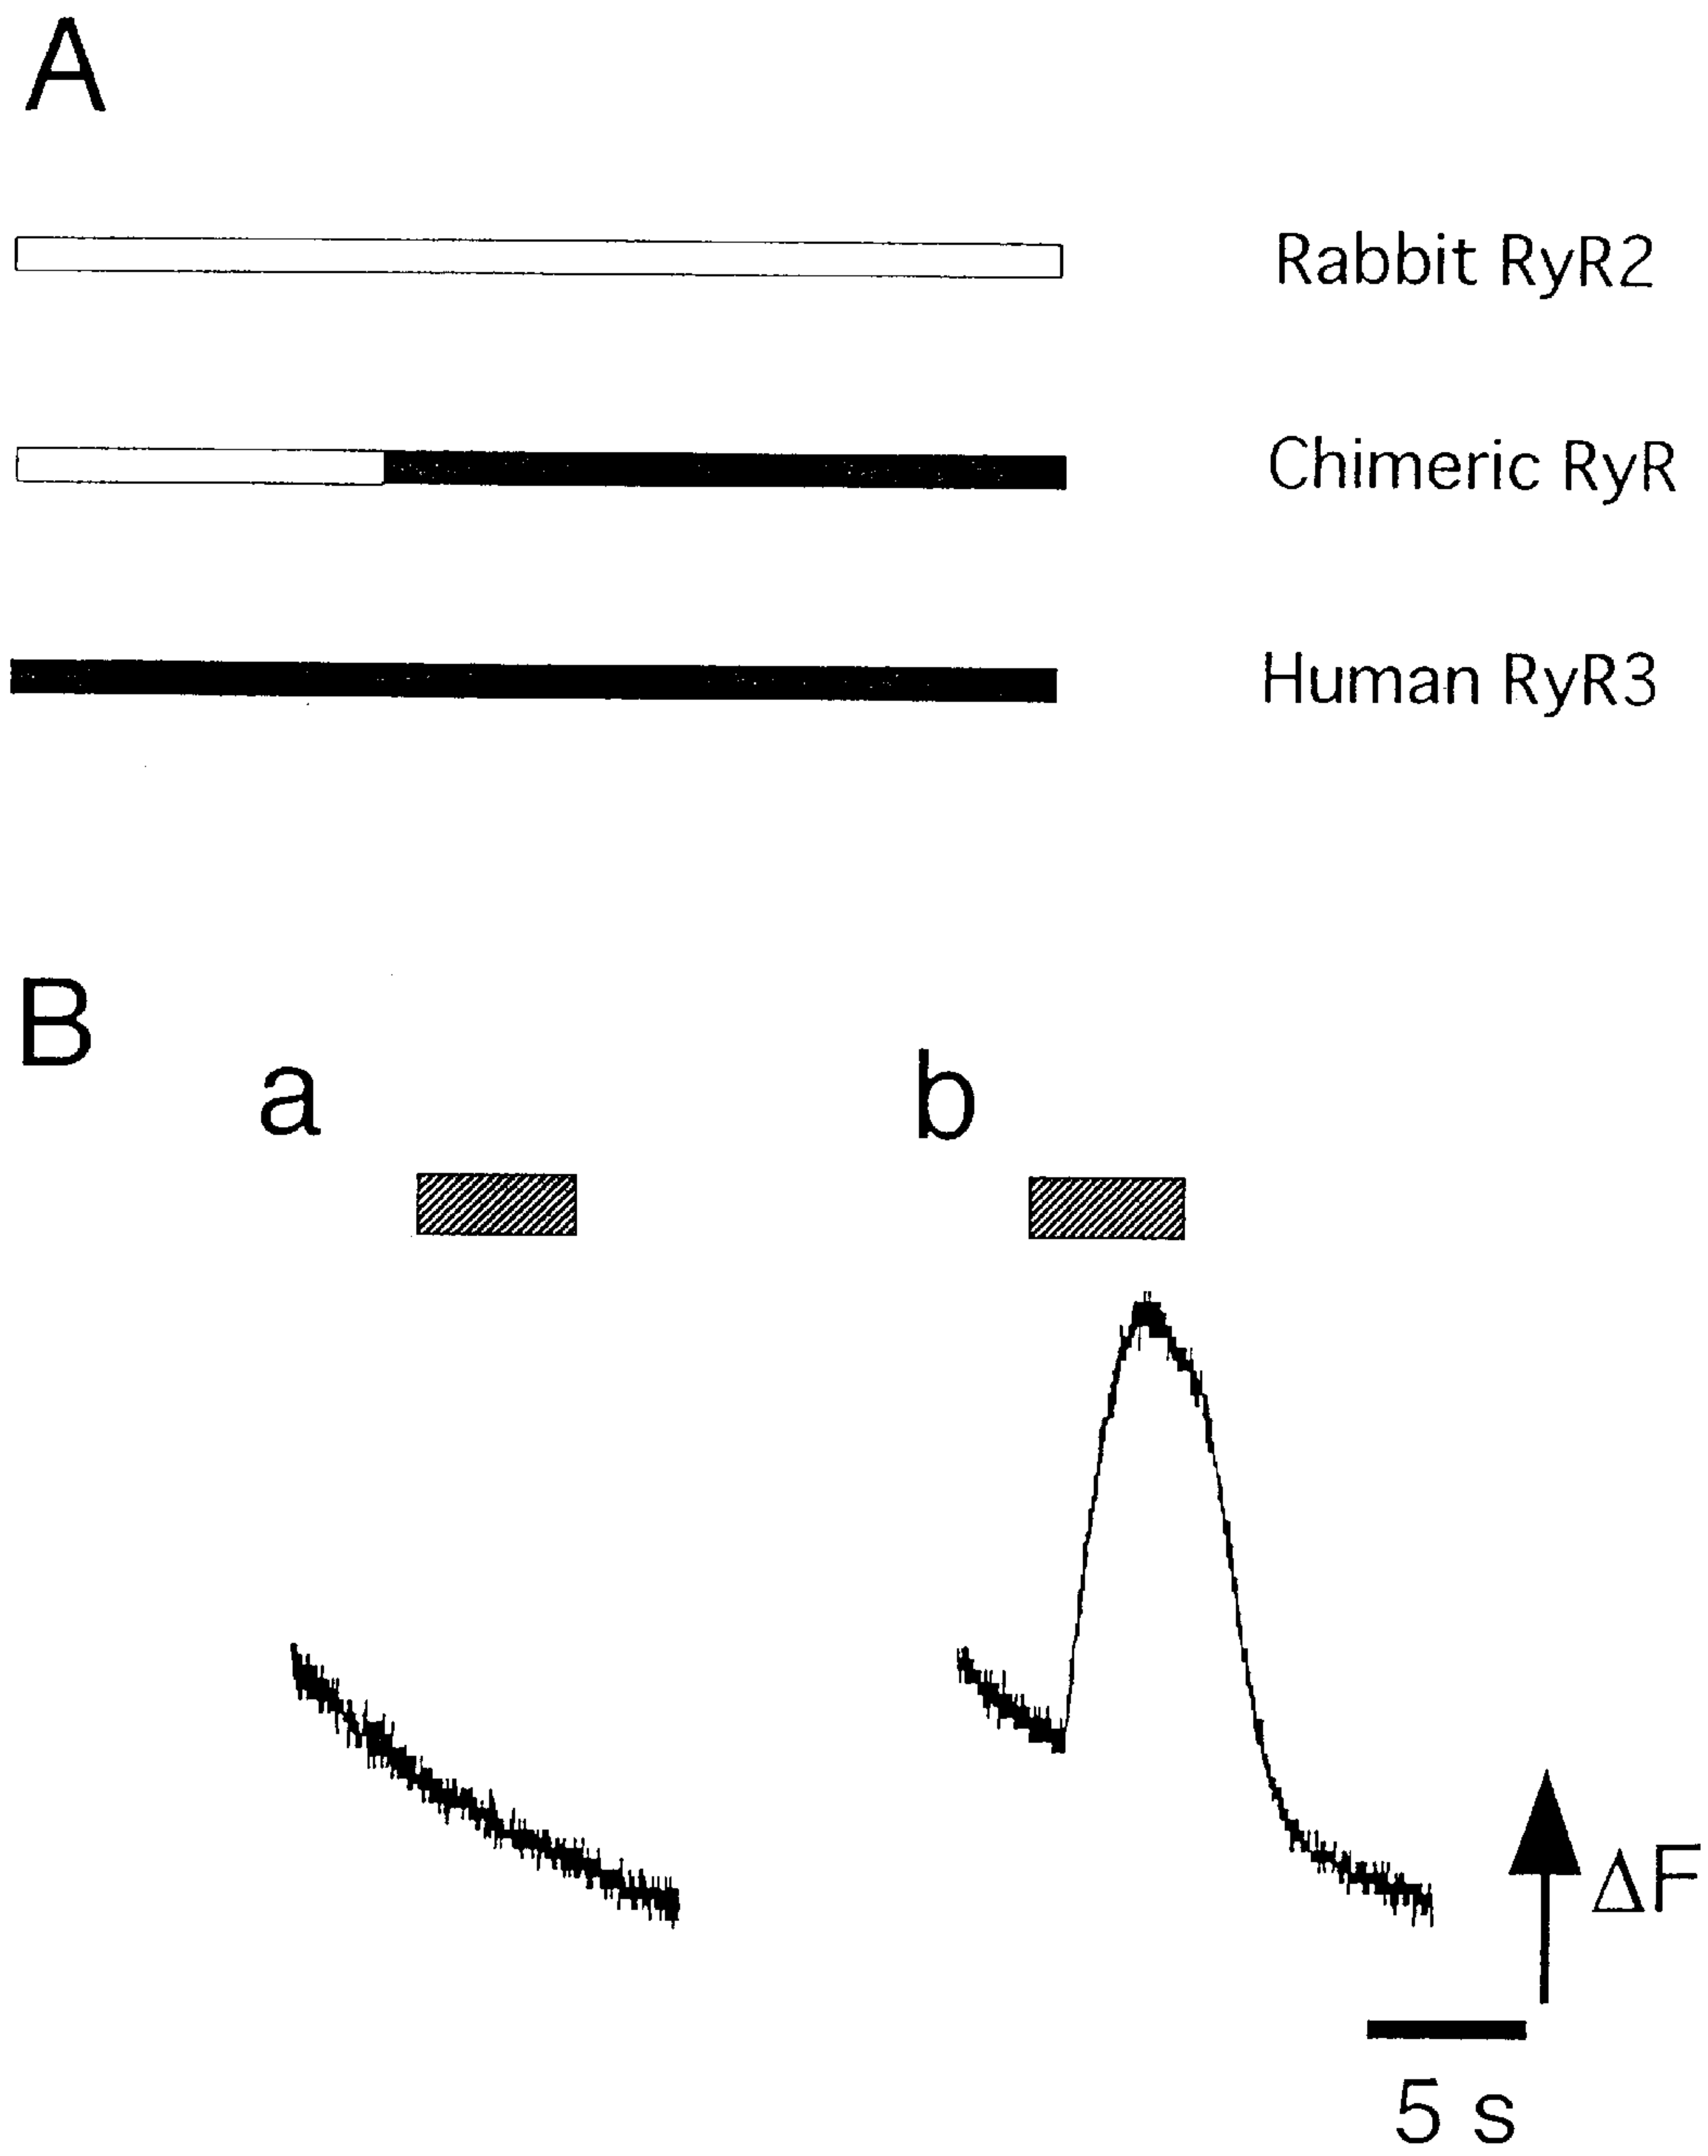 A
Rabbit RyR2
Chimeric RyR
Human RyR3
B
a
b
ΔF
5 s